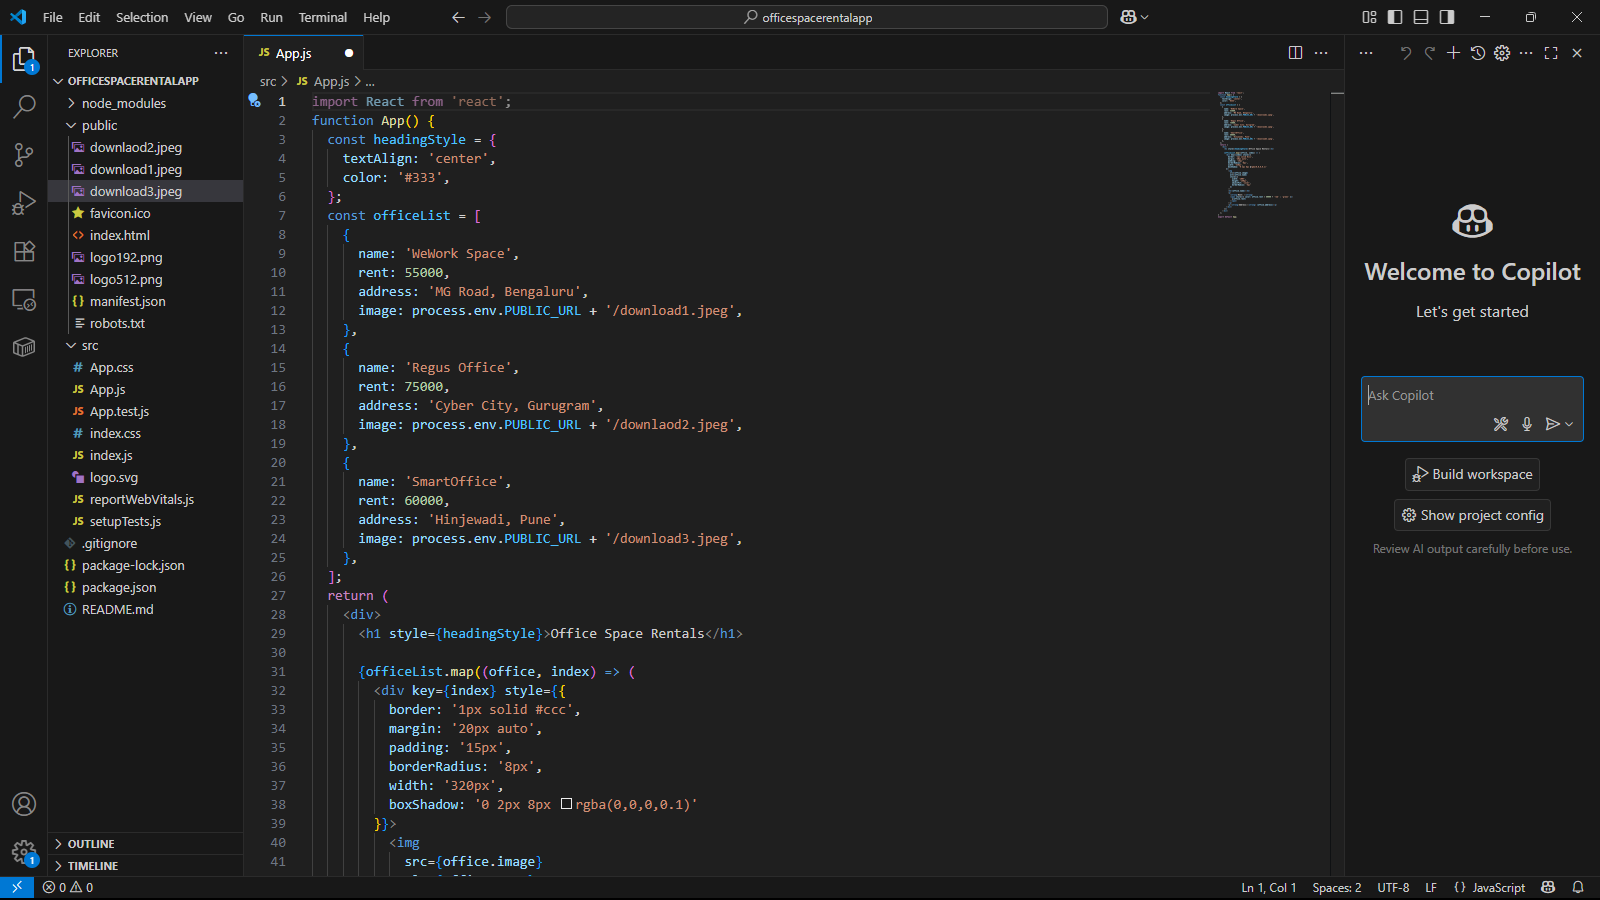 File Edit Selection View Go Run Terminal Help
officespacerentalapp
EXPLORER
OFFICESPACERENTALAPP
node_modules
public
downlaod2.jpeg
download1.jpeg
download3.jpeg
favicon.ico
index.html
logo192.png
logo512.png
manifest.json
robots.txt
src
App.css
App.js
App.test.js
index.css
index.js
logo.svg
reportWebVitals.js
setupTests.js
.gitignore
package-lock.json
package.json
README.md
OUTLINE
TIMELINE
JS App.js
src > JS App.js > ...
1 import React from 'react';
2 function App() {
3 const headingStyle = {
4 textAlign: 'center',
5 color: '#333',
6 };
7 const officeList = [
8 {
9 name: 'WeWork Space',
10 rent: 55000,
11 address: 'MG Road, Bengaluru',
12 image: process.env.PUBLIC_URL + '/download1.jpeg',
13 },
14 {
15 name: 'Regus Office',
16 rent: 75000,
17 address: 'Cyber City, Gurugram',
18 image: process.env.PUBLIC_URL + '/downlaod2.jpeg',
19 },
20 {
21 name: 'SmartOffice',
22 rent: 60000,
23 address: 'Hinjewadi, Pune',
24 image: process.env.PUBLIC_URL + '/download3.jpeg',
25 },
26 ];
27 return (
28 <div>
29 <h1 style={headingStyle}>Office Space Rentals</h1>
30
31 {officeList.map((office, index) => (
32 <div key={index} style={{
33 border: '1px solid #ccc',
34 margin: '20px auto',
35 padding: '15px',
36 borderRadius: '8px',
37 width: '320px',
38 boxShadow: '0 2px 8px rgba(0,0,0,0.1)'
39 }}>
40 <img
41 src={office.image}
Welcome to Copilot
Let's get started
Ask Copilot
Build workspace
Show project config
Review AI output carefully before use.
0 0
Ln 1, Col 1 Spaces: 2 UTF-8 LF {} JavaScript